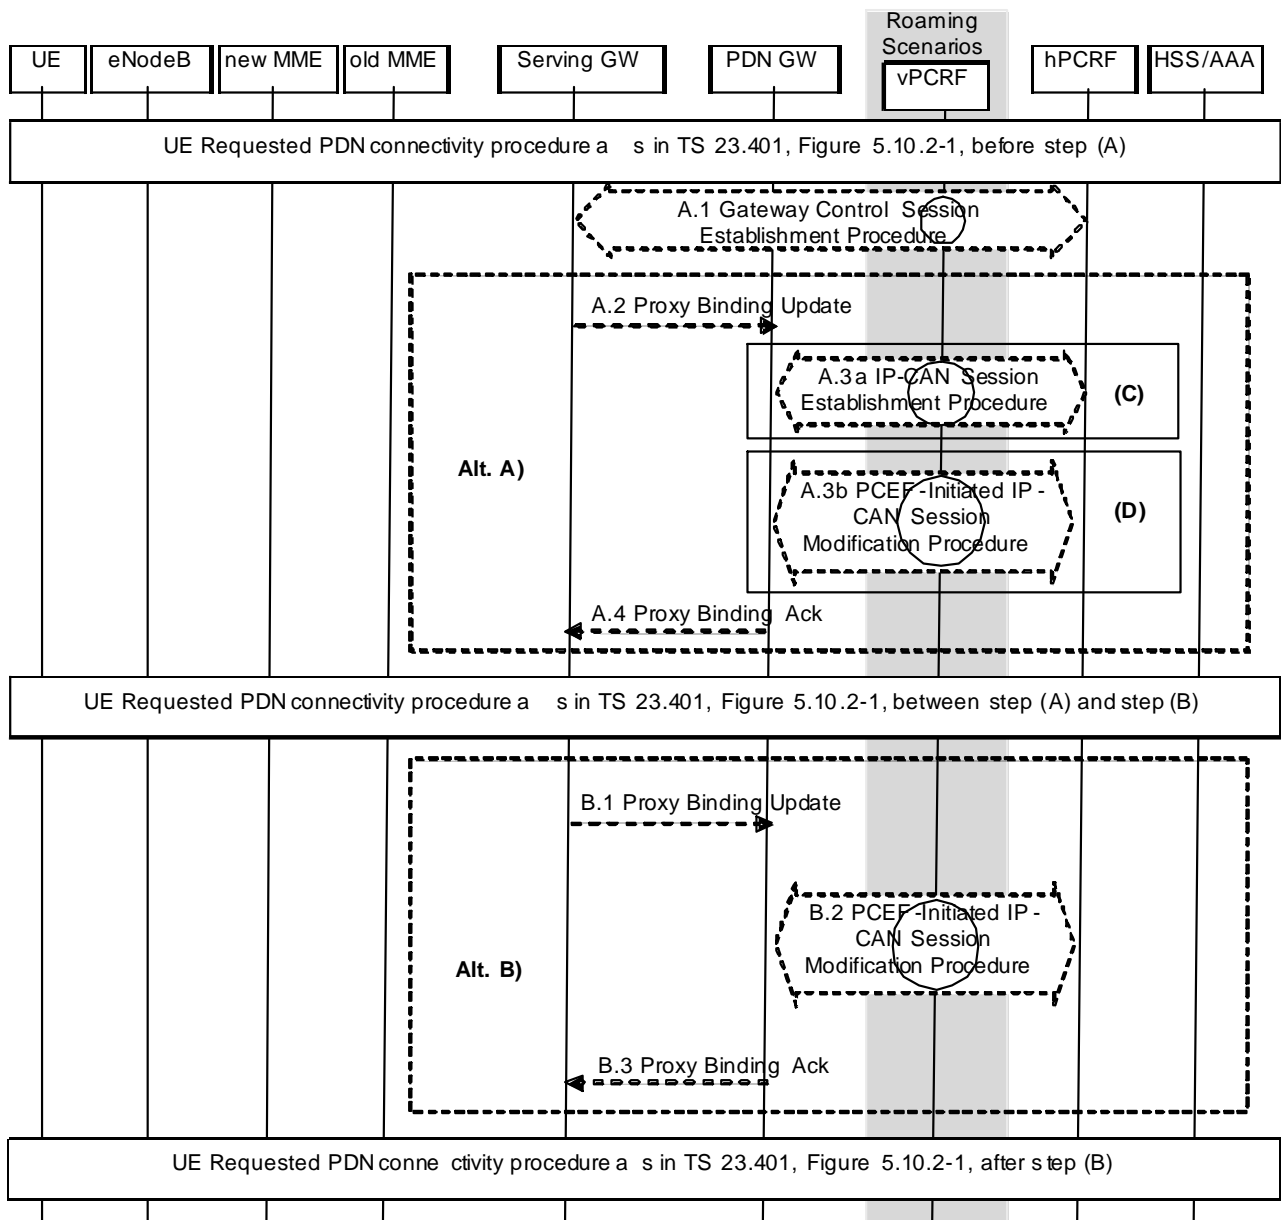 Roaming
Scenarios
UE
eNodeB
new MME
old MME
Serving GW
PDN GW
vPCRF
hPCRF
HSS/AAA
UE Requested PDN connectivity procedure a s in TS 23.401, Figure 5.10.2-1, before step (A)
A.1 Gateway Control Session
Establishment Procedure
A.2 Proxy Binding Update
A.3a IP-CAN Session
Establishment Procedure
(C)
Alt. A)
A.3b PCEF -Initiated IP -
CAN Session
Modification Procedure
(D)
A.4 Proxy Binding Ack
UE Requested PDN connectivity procedure a s in TS 23.401, Figure 5.10.2-1, between step (A) and step (B)
B.1 Proxy Binding Update
B.2 PCEF -Initiated IP -
CAN Session
Modification Procedure
Alt. B)
B.3 Proxy Binding Ack
UE Requested PDN conne ctivity procedure a s in TS 23.401, Figure 5.10.2-1, after s tep (B)